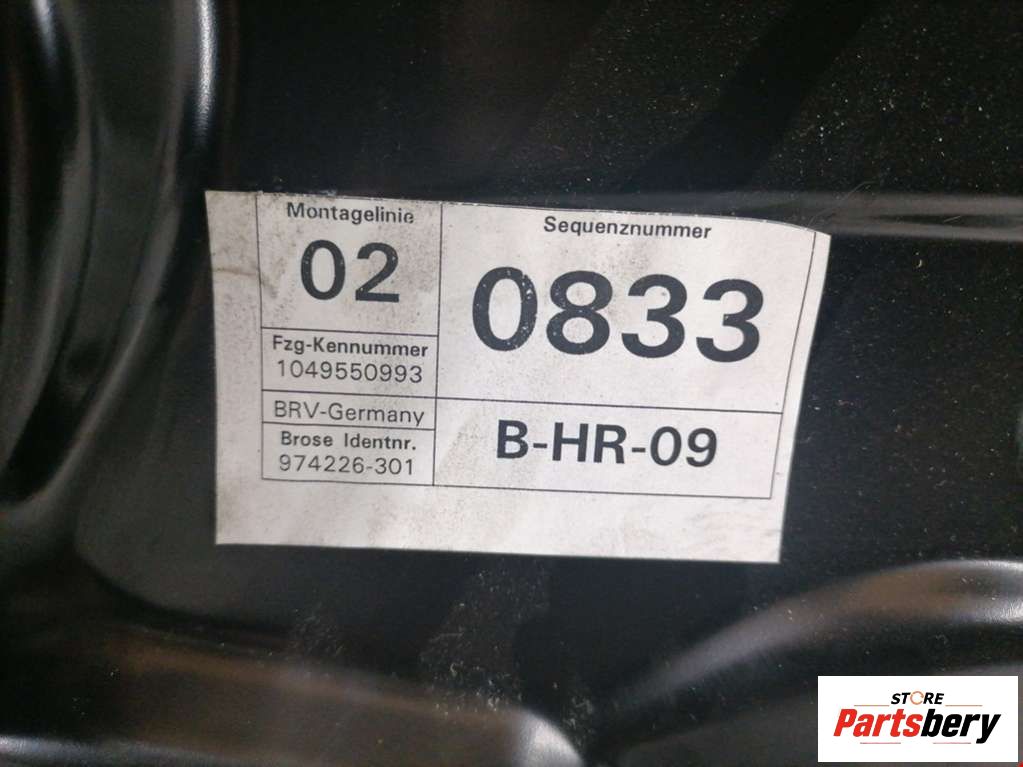 Montagelinie
02
Fzg-Kennummer
1049550993
BRV-Germany
Brose Identnr.
974226-301
Sequenznummer
0833
B-HR-09
STORE
Partsbery